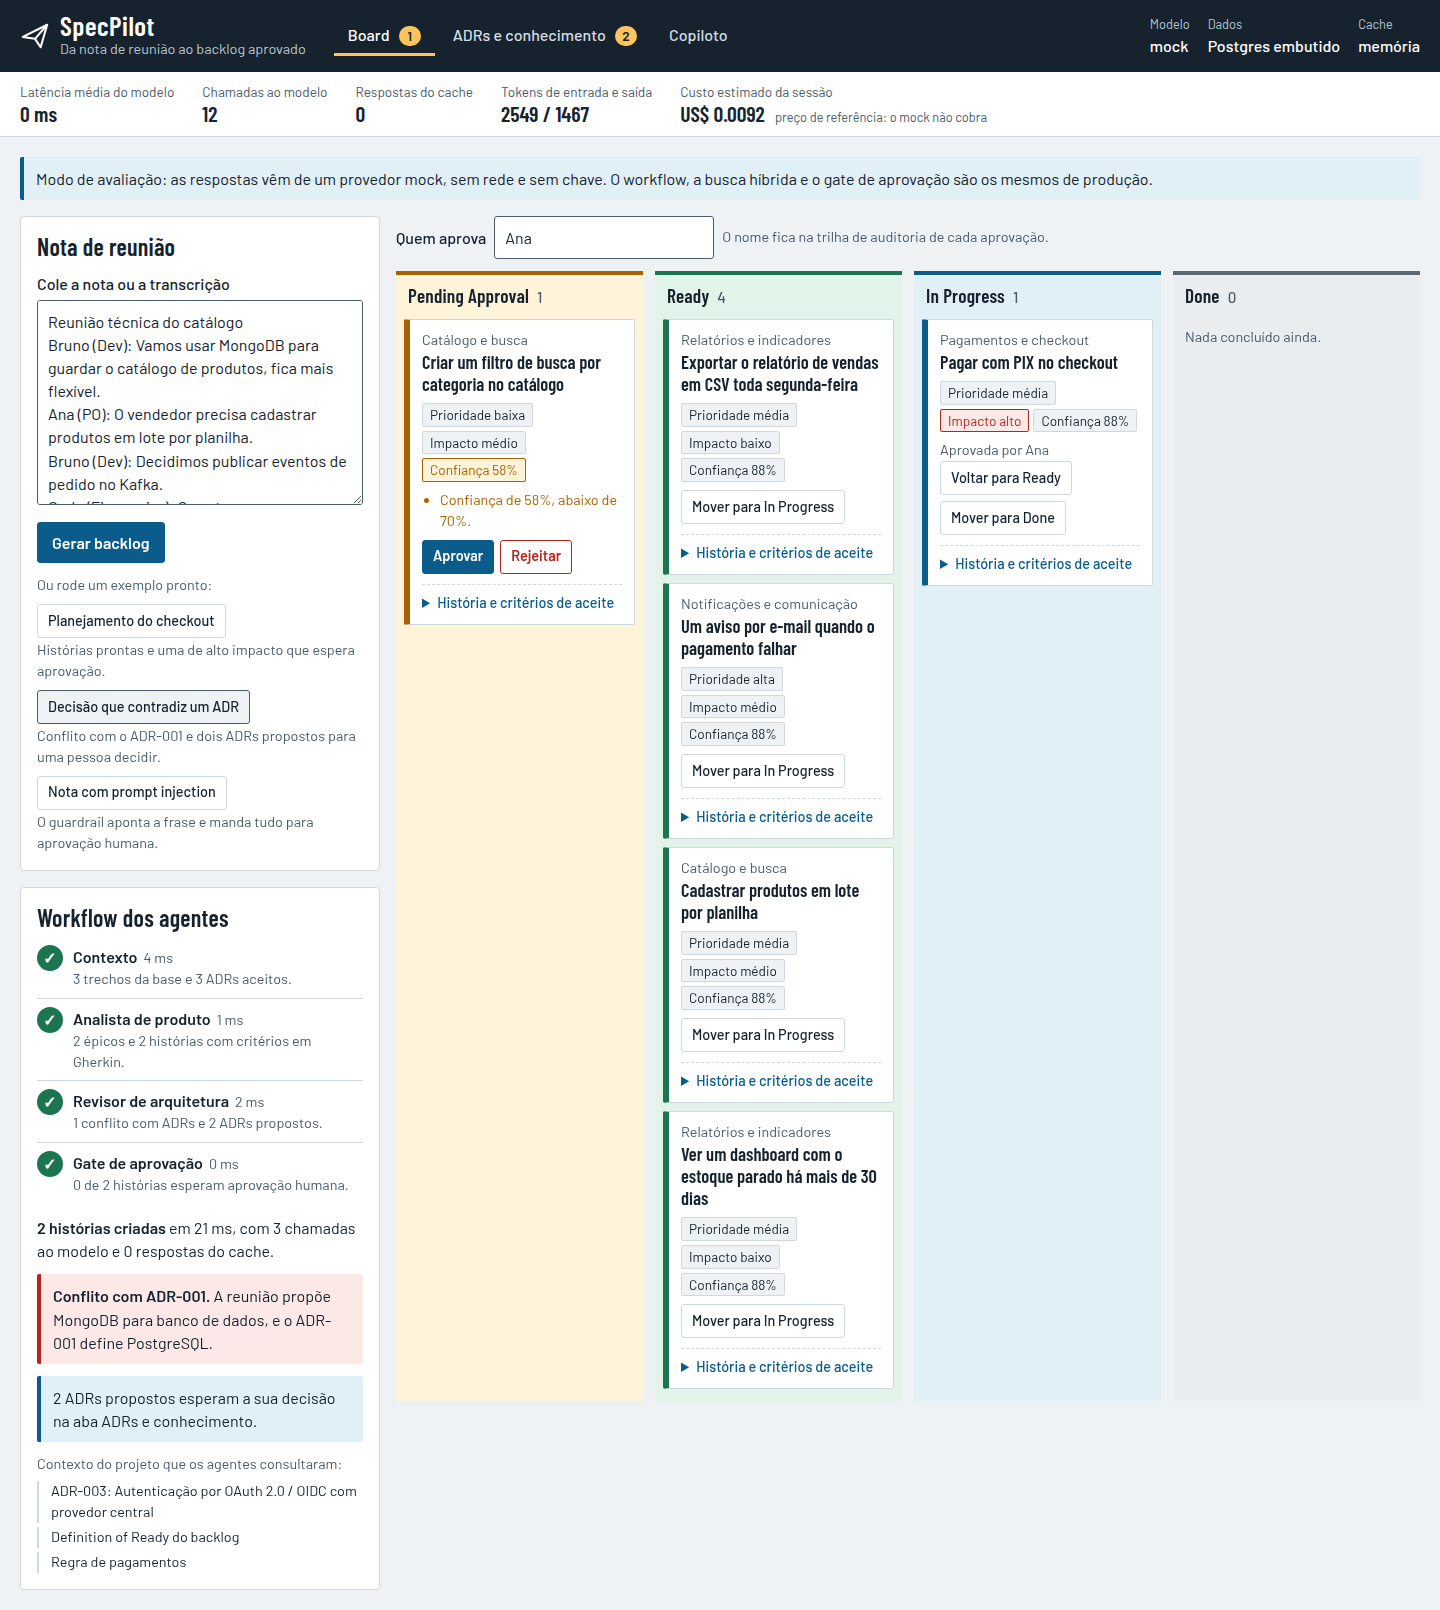 SpecPilot
Da nota de reunião ao backlog aprovado
Board 1
ADRs e conhecimento 2
Copiloto
Modelo
mock
Dados
Postgres embutido
Cache
memória
Latência média do modelo
0 ms
Chamadas ao modelo
12
Respostas do cache
0
Tokens de entrada e saída
2549 / 1467
Custo estimado da sessão
US$ 0.0092 preço de referência: o mock não cobra
Modo de avaliação: as respostas vêm de um provedor mock, sem rede e sem chave. O workflow, a busca híbrida e o gate de aprovação são os mesmos de produção.
Nota de reunião
Cole a nota ou a transcrição
Reunião técnica do catálogo
Bruno (Dev): Vamos usar MongoDB para
guardar o catálogo de produtos, fica mais
flexível.
Ana (PO): O vendedor precisa cadastrar
produtos em lote por planilha.
Bruno (Dev): Decidimos publicar eventos de
pedido no Kafka.
Gerar backlog
Ou rode um exemplo pronto:
Planejamento do checkout
Histórias prontas e uma de alto impacto que espera
aprovação.
Decisão que contradiz um ADR
Conflito com o ADR-001 e dois ADRs propostos para
uma pessoa decidir.
Nota com prompt injection
O guardrail aponta a frase e manda tudo para
aprovação humana.
Workflow dos agentes
✓ Contexto 4 ms
3 trechos da base e 3 ADRs aceitos.
✓ Analista de produto 1 ms
2 épicos e 2 histórias com critérios em
Gherkin.
✓ Revisor de arquitetura 2 ms
1 conflito com ADRs e 2 ADRs propostos.
✓ Gate de aprovação 0 ms
0 de 2 histórias esperam aprovação humana.
2 histórias criadas em 21 ms, com 3 chamadas
ao modelo e 0 respostas do cache.
Conflito com ADR-001. A reunião propõe
MongoDB para banco de dados, e o ADR-
001 define PostgreSQL.
2 ADRs propostos esperam a sua decisão
na aba ADRs e conhecimento.
Contexto do projeto que os agentes consultaram:
ADR-003: Autenticação por OAuth 2.0 / OIDC com
provedor central
Definition of Ready do backlog
Regra de pagamentos
Quem aprova
Ana
O nome fica na trilha de auditoria de cada aprovação.
Pending Approval 1
Catálogo e busca
Criar um filtro de busca por
categoria no catálogo
Prioridade baixa
Impacto médio
Confiança 58%
Confiança de 58%, abaixo de
70%.
Aprovar
Rejeitar
História e critérios de aceite
Ready 4
Relatórios e indicadores
Exportar o relatório de vendas
em CSV toda segunda-feira
Prioridade média
Impacto baixo
Confiança 88%
Mover para In Progress
História e critérios de aceite
Notificações e comunicação
Um aviso por e-mail quando o
pagamento falhar
Prioridade alta
Impacto médio
Confiança 88%
Mover para In Progress
História e critérios de aceite
Catálogo e busca
Cadastrar produtos em lote
por planilha
Prioridade média
Impacto médio
Confiança 88%
Mover para In Progress
História e critérios de aceite
Relatórios e indicadores
Ver um dashboard com o
estoque parado há mais de 30
dias
Prioridade média
Impacto baixo
Confiança 88%
Mover para In Progress
História e critérios de aceite
In Progress 1
Pagamentos e checkout
Pagar com PIX no checkout
Prioridade média
Impacto alto
Confiança 88%
Aprovada por Ana
Voltar para Ready
Mover para Done
História e critérios de aceite
Done 0
Nada concluído ainda.